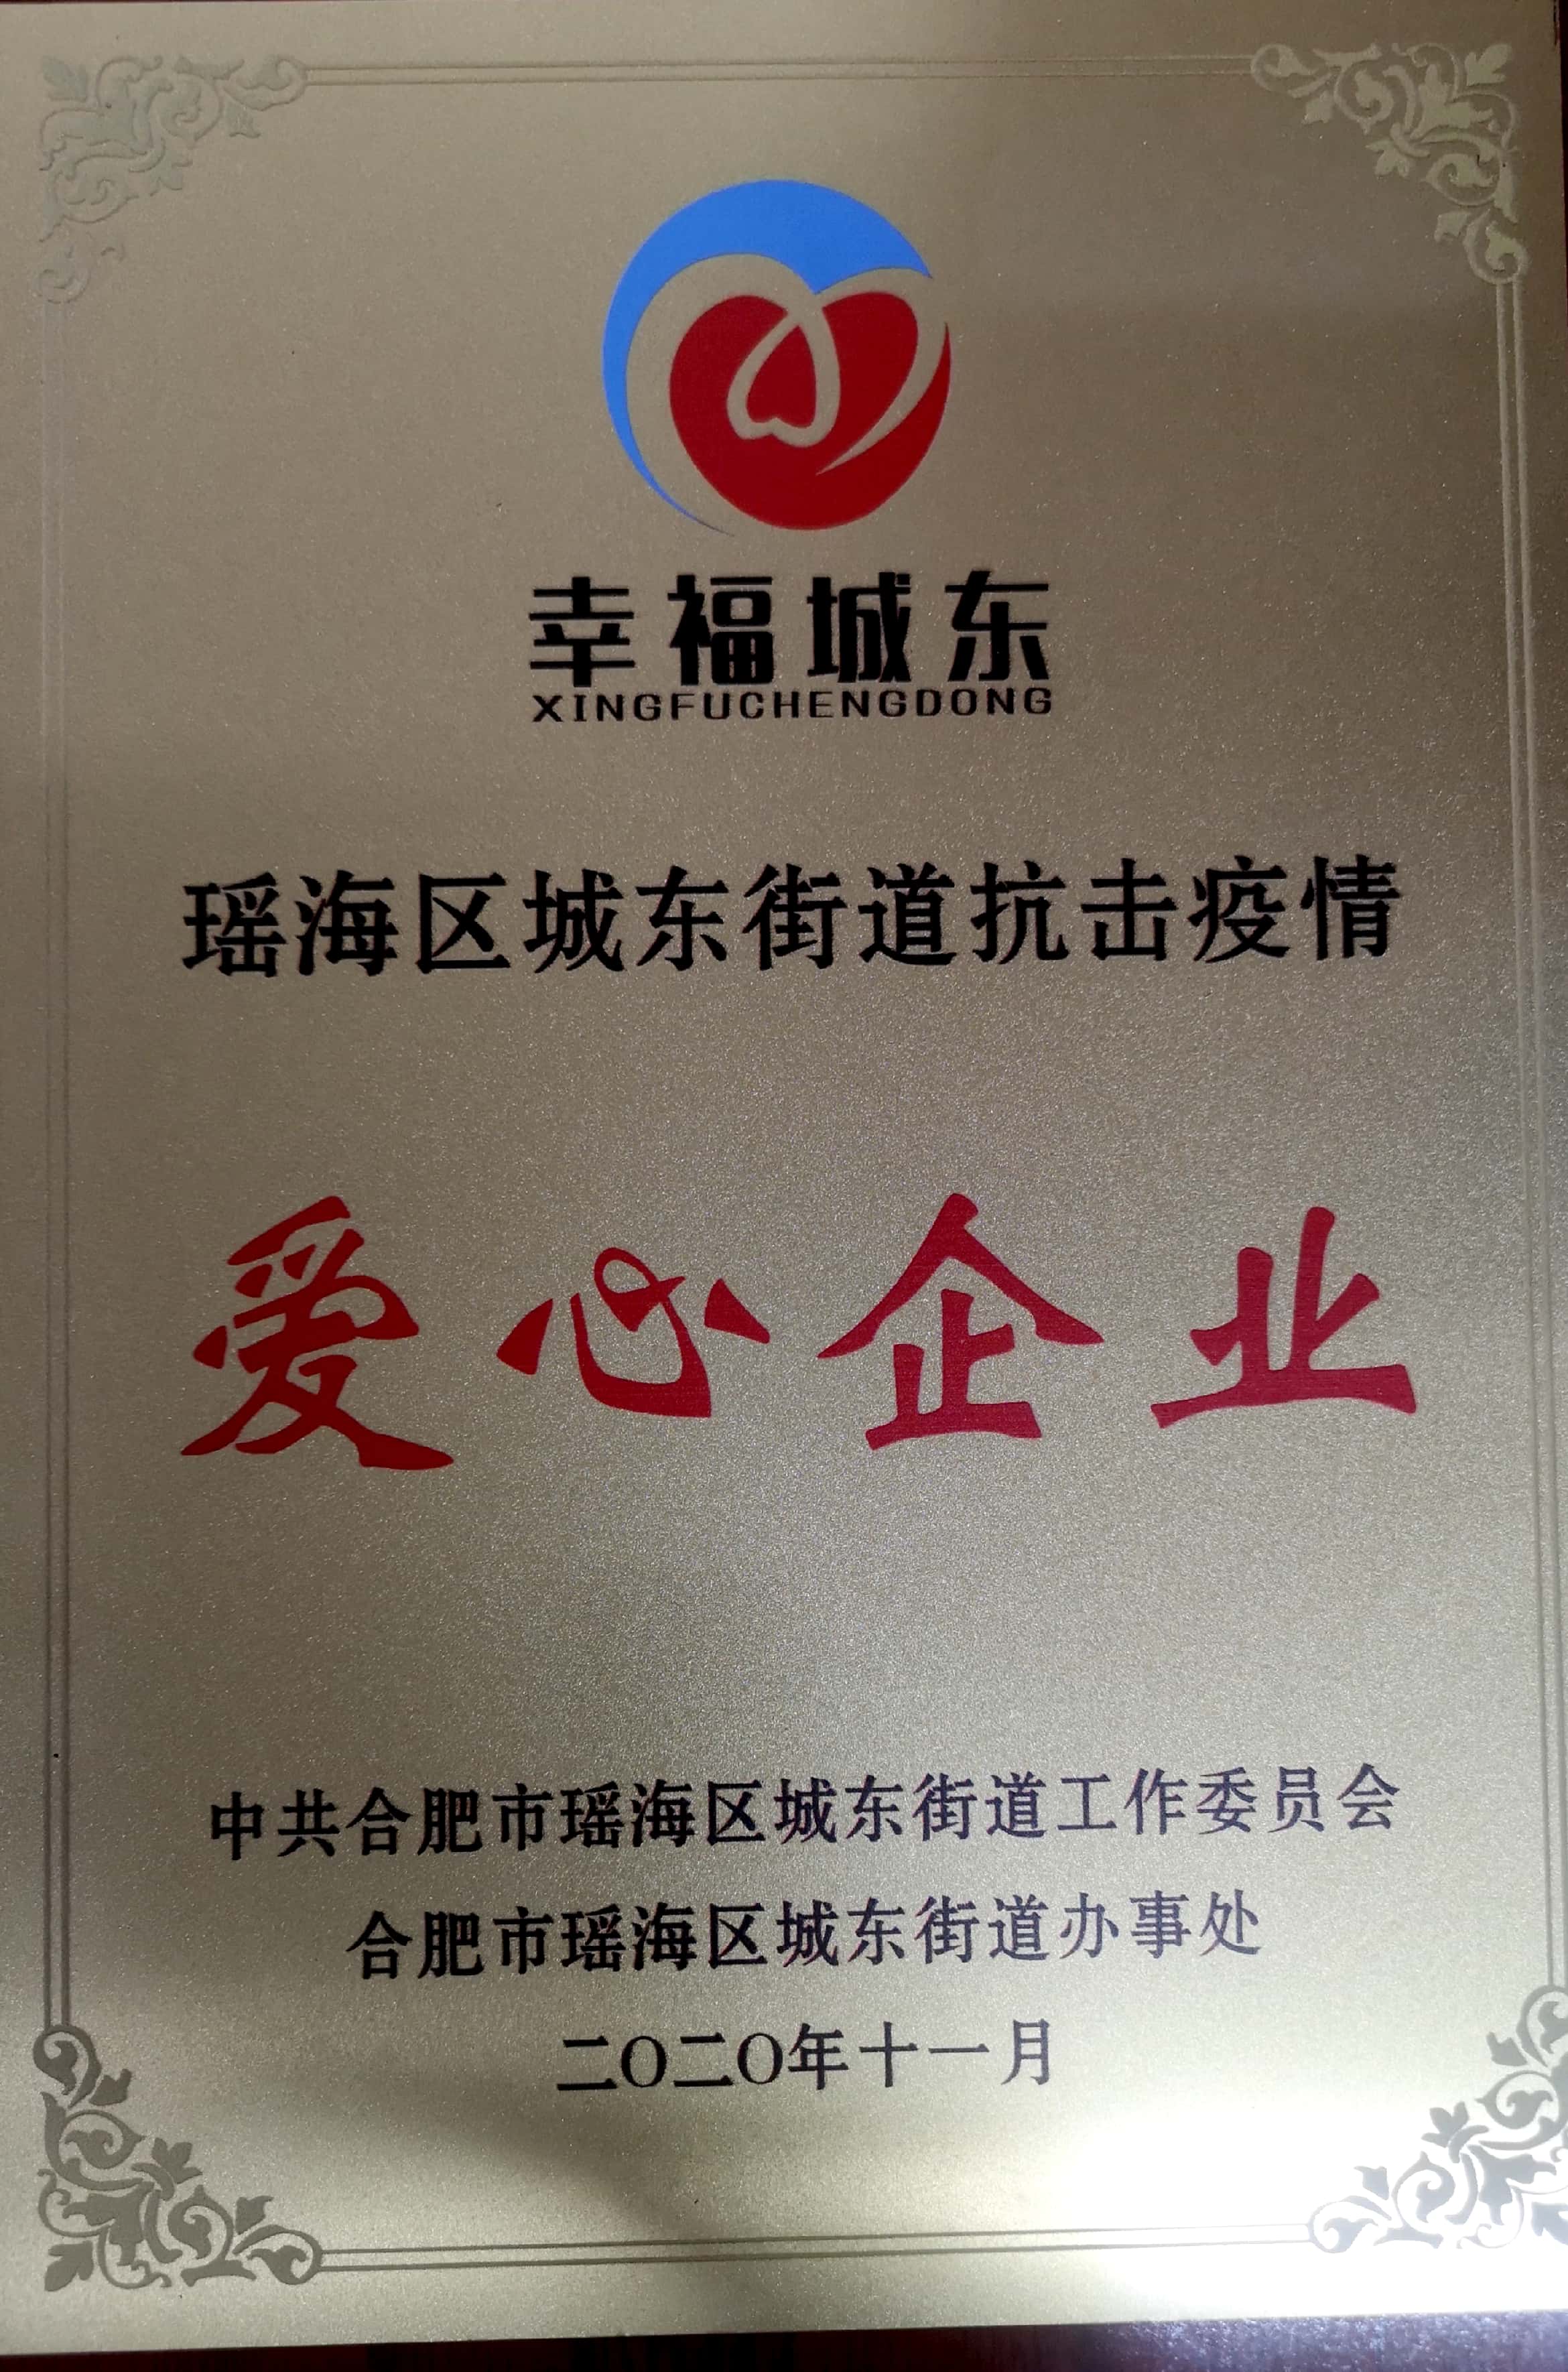 幸福城东
XINGFUCHENGDONG
瑶海区城东街道抗击疫情
爱心企业
中共合肥市瑶海区城东街道工作委员会
合肥市瑶海区城东街道办事处
二〇二〇年十一月